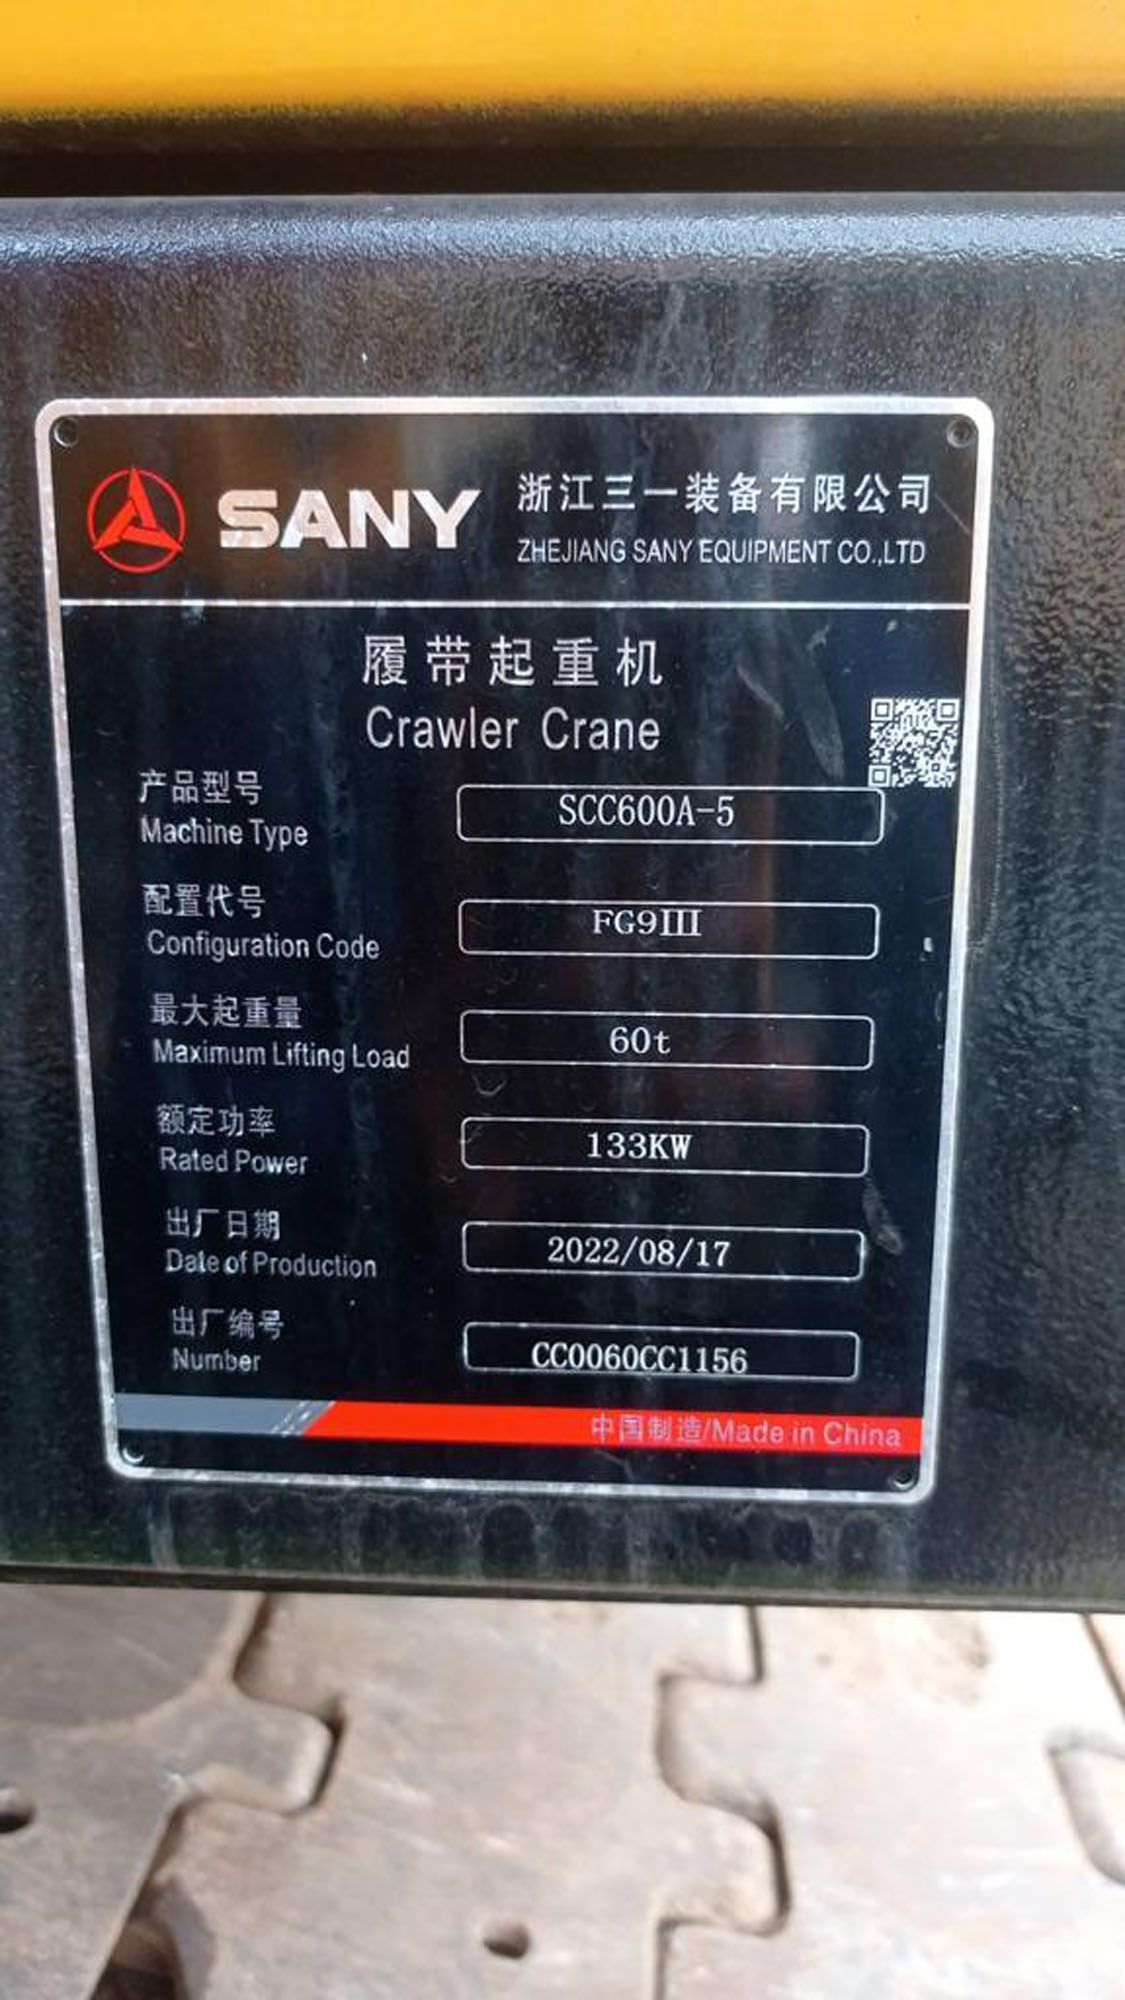 SANY
浙江三一装备有限公司
ZHEJIANG SANY EQUIPMENT CO.,LTD
履带起重机
Crawler Crane
产品型号
Machine Type
SCC600A-5
配置代号
Configuration Code
FG9III
最大起重量
Maximum Lifting Load
60t
额定功率
Rated Power
133KW
出厂日期
Date of Production
2022/08/17
出厂编号
Number
CC0060CC1156
中国制造/Made in China